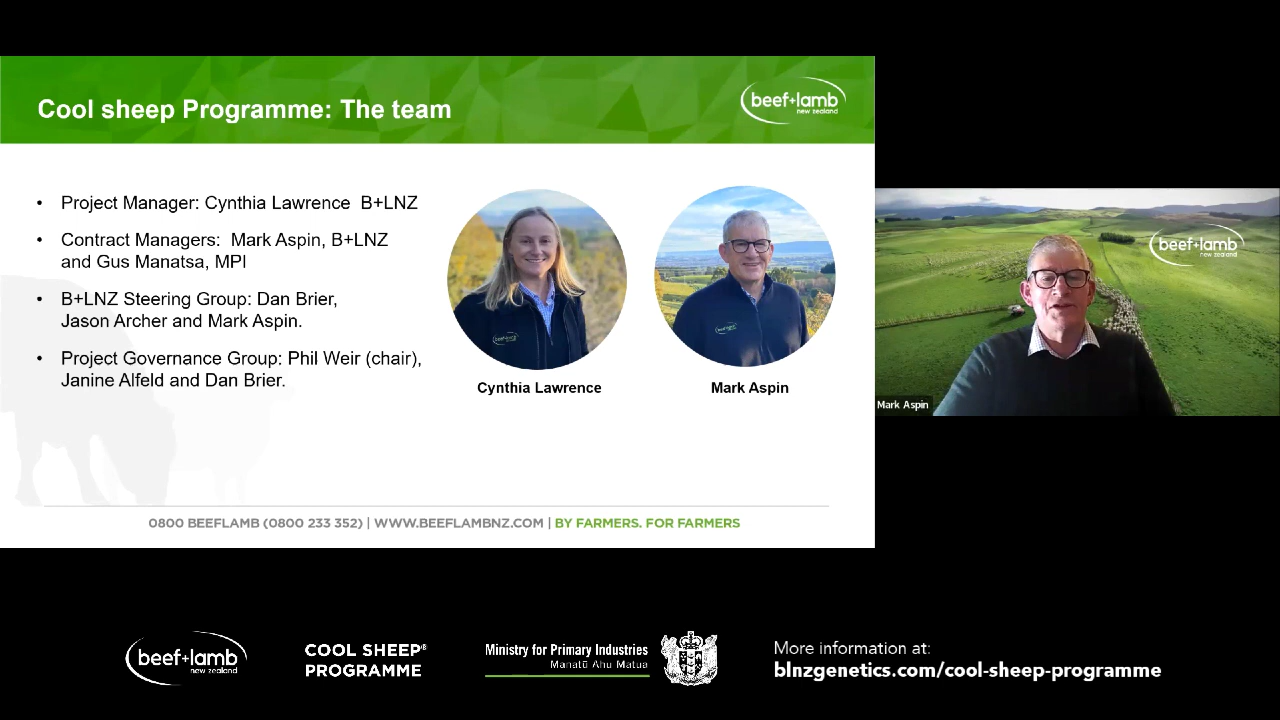 Cool sheep Programme: The team
beef+lamb
new zealand
• Project Manager: Cynthia Lawrence B+LNZ
• Contract Managers: Mark Aspin, B+LNZ
and Gus Manatsa, MPI
• B+LNZ Steering Group: Dan Brier,
Jason Archer and Mark Aspin.
• Project Governance Group: Phil Weir (chair),
Janine Alfeld and Dan Brier.
Cynthia Lawrence
Mark Aspin
0800 BEEFLAMB (0800 233 352) | WWW.BEEFLAMBNZ.COM | BY FARMERS. FOR FARMERS
beef+lamb
new zealand
Mark Aspin
beef+lamb
new zealand
COOL SHEEP®
PROGRAMME
Ministry for Primary Industries
Manatū Ahu Matua
More information at:
blnzgenetics.com/cool-sheep-programme